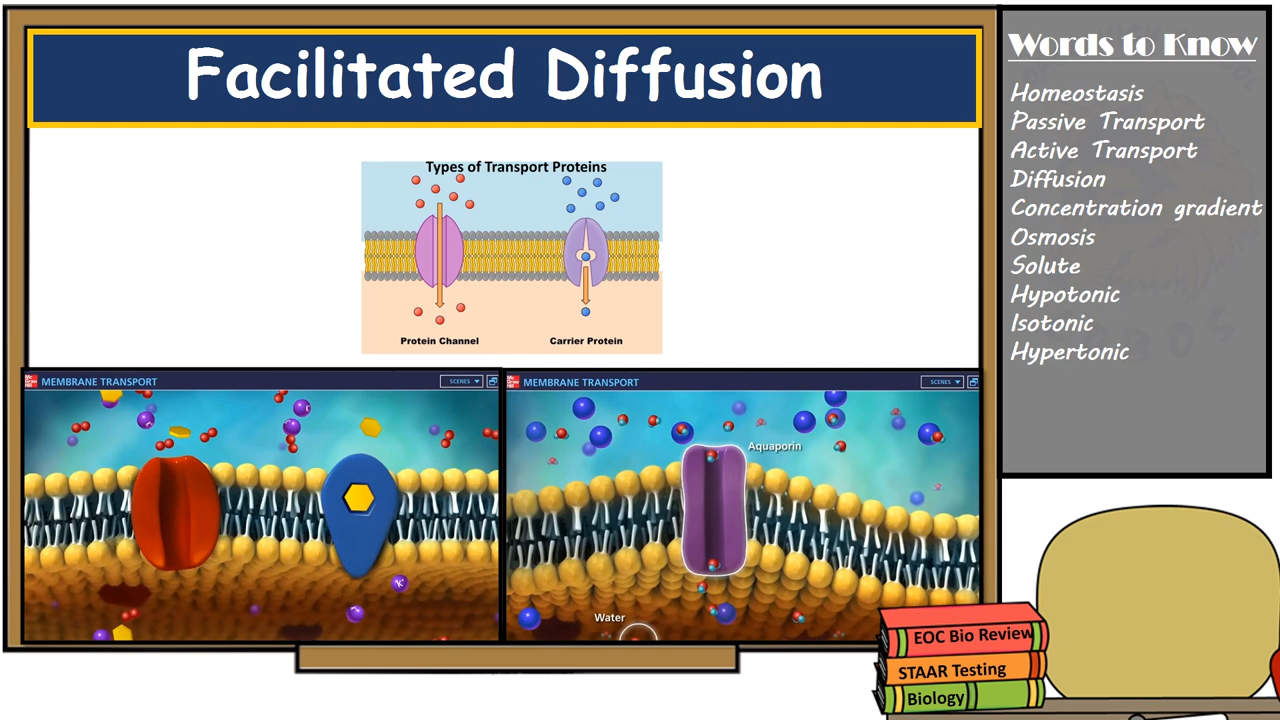 Facilitated Diffusion
Types of Transport Proteins
Protein Channel
Carrier Protein
MEMBRANE TRANSPORT
SCENES
MEMBRANE TRANSPORT
SCENES
Aquaporin
Water
Words to Know
Homeostasis
Passive Transport
Active Transport
Diffusion
Concentration gradient
Osmosis
Solute
Hypotonic
Isotonic
Hypertonic
EOC Bio Review
STAAR Testing
Biology